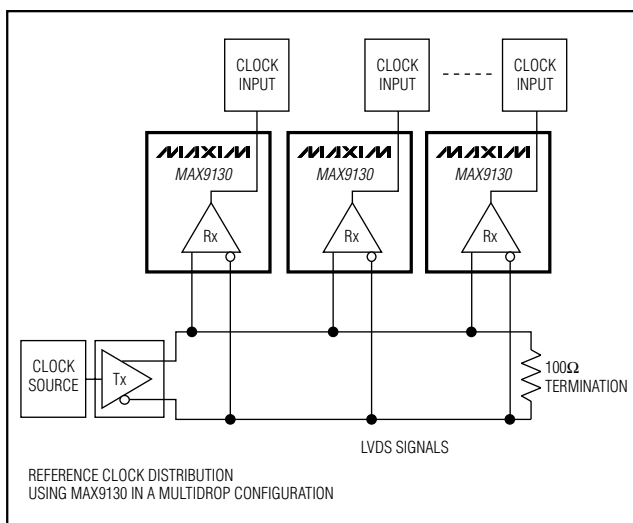 CLOCK
INPUT
CLOCK
INPUT
CLOCK
INPUT
MAXIM
MAX9130
MAXIM
MAX9130
MAXIM
MAX9130
Rx
Rx
Rx
CLOCK
SOURCE
Tx
100Ω
TERMINATION
LVDS SIGNALS
REFERENCE CLOCK DISTRIBUTION
USING MAX9130 IN A MULTIDROP CONFIGURATION